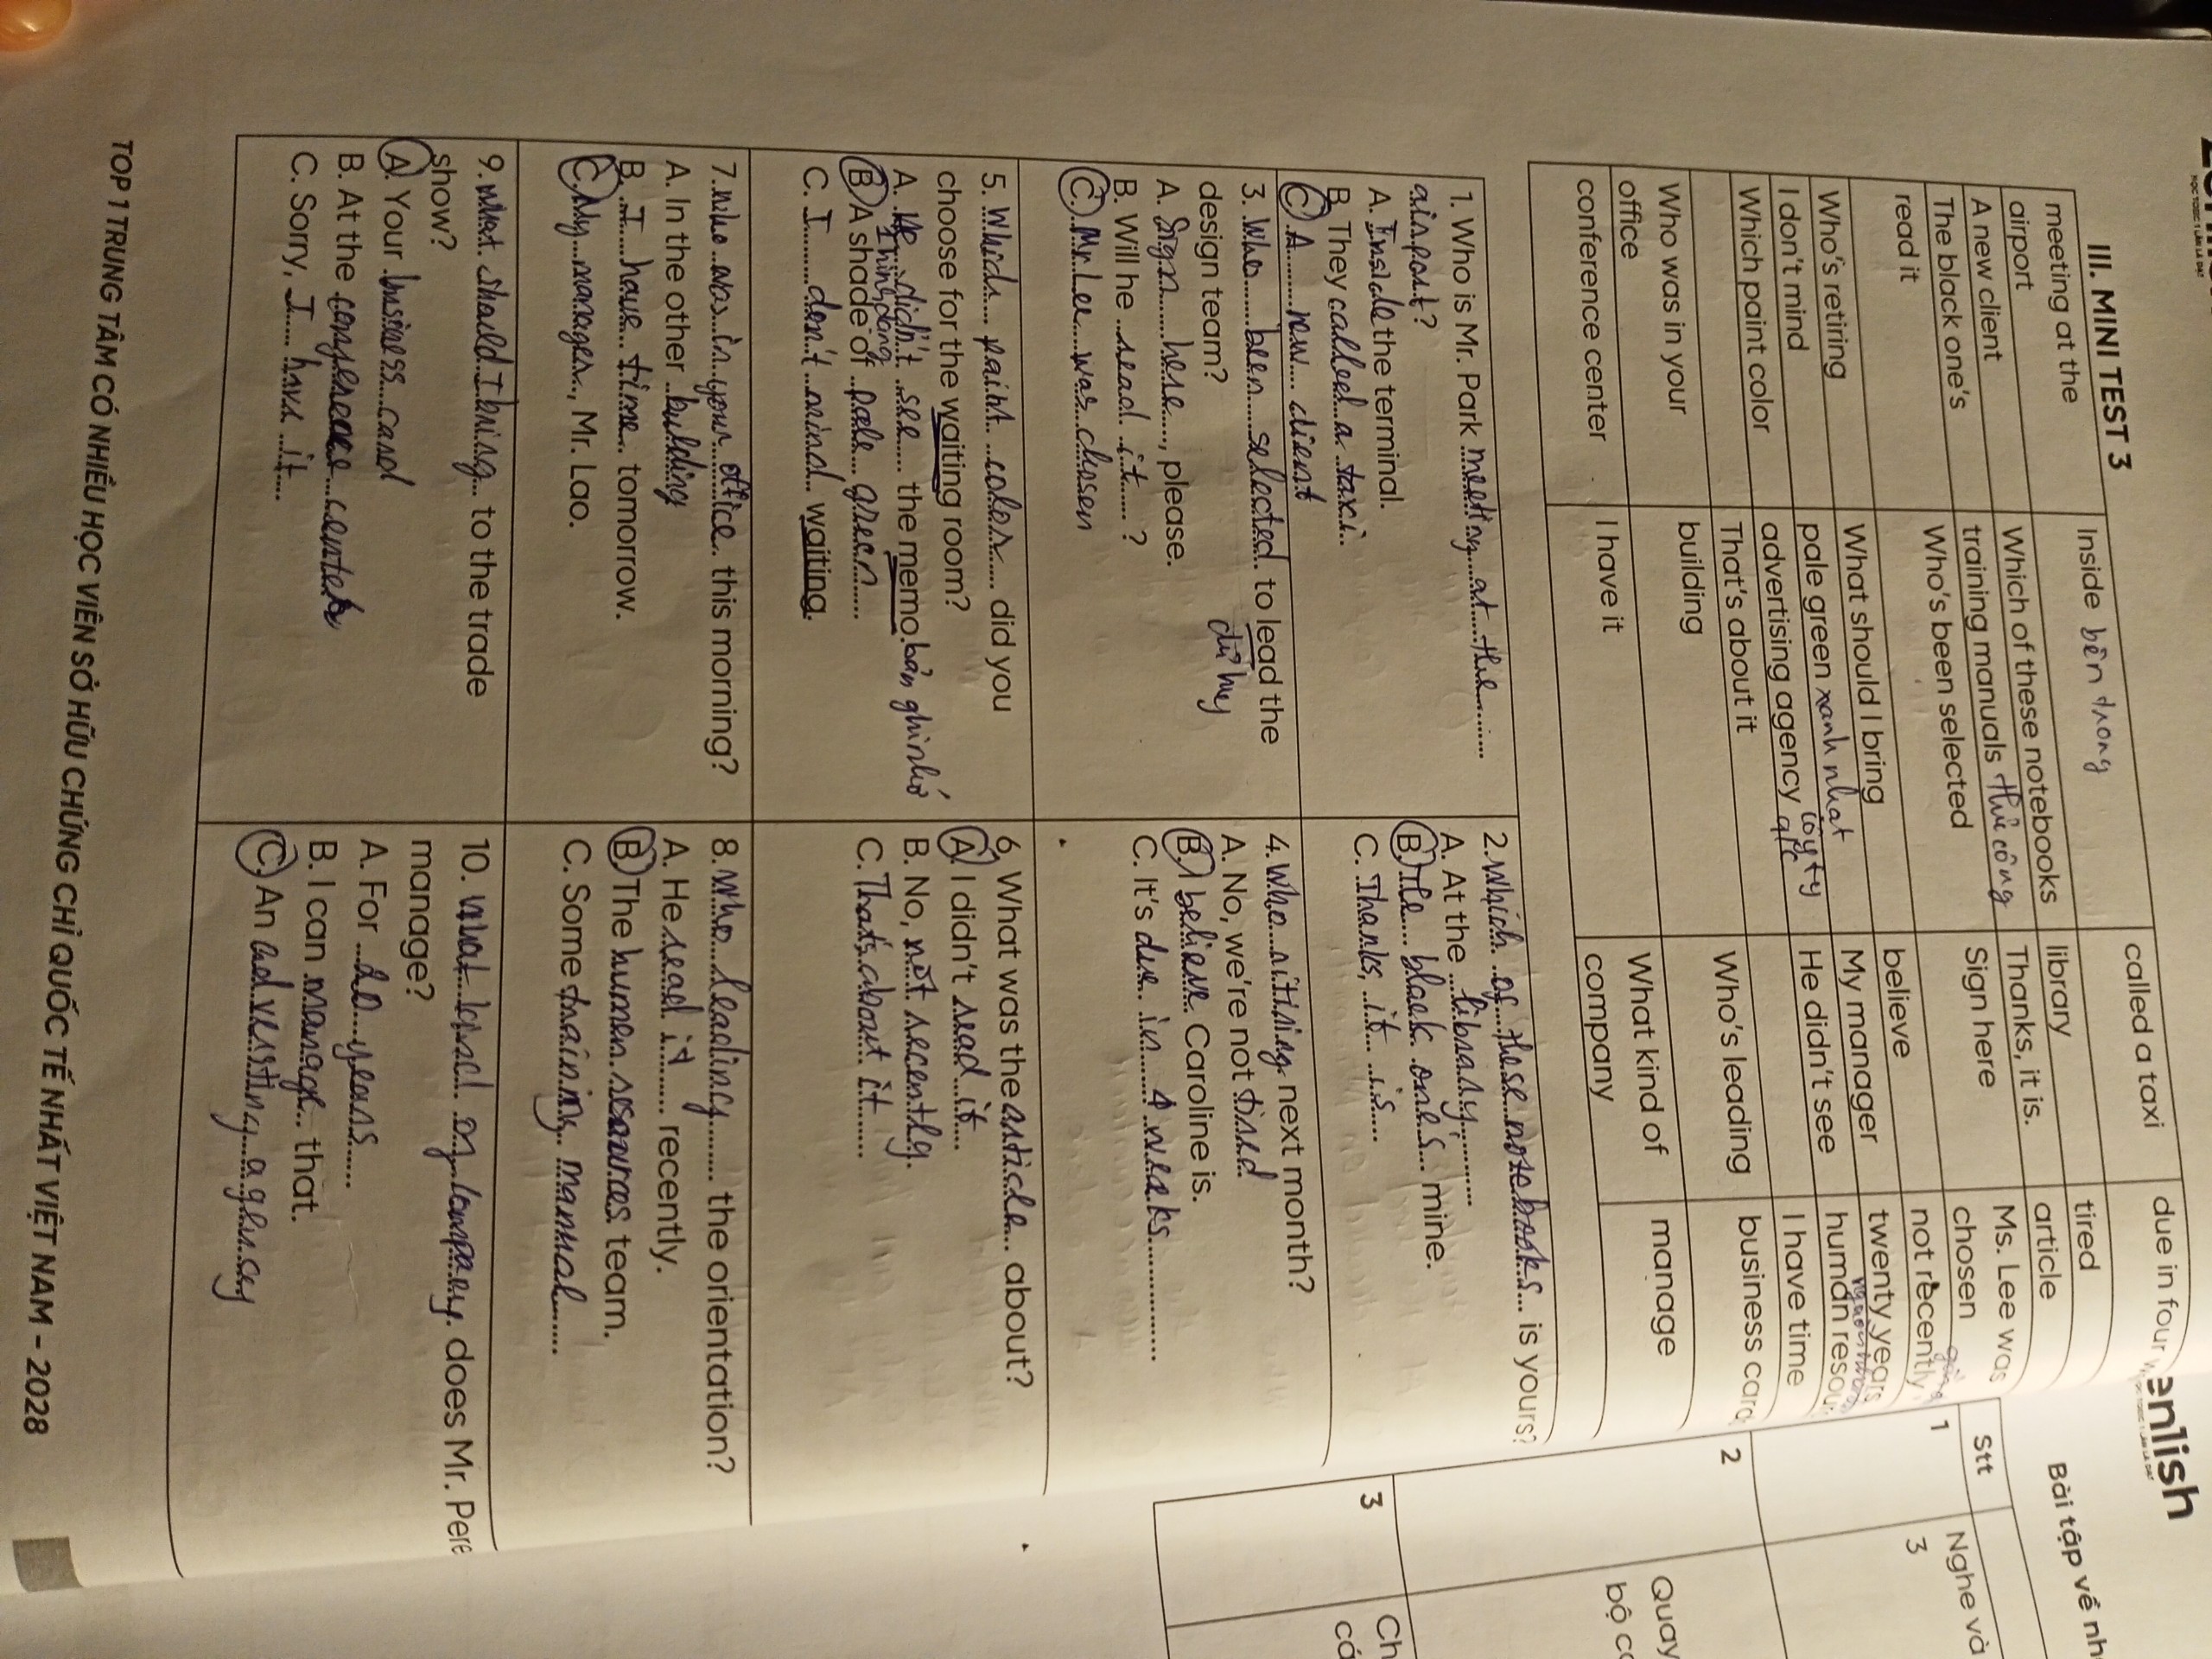 III. MINI TEST 3
meeting at the
airport
Inside bên trong
called a taxi
due in four
A new client
Which of these notebooks
library
tired
The black one's
training manuals thủ công
Thanks, it is.
article
read it
Who's been selected
Sign here
Ms. Lee was
chosen
Who's retiring
What should I bring
believe
not recently
I don't mind
pale green xanh nhạt
My manager
twenty years
Which paint color
advertising agency công ty qc
He didn't see
human resou
Who was in your
office
That's about it
Who's leading
I have time
business card
conference center
building
What kind of
company
manage
I have it
1. Who is Mr. Park meeting at the
airport?
A. Inside the terminal.
B. They called a taxi.
C. A new client
2. Which of these notebooks is yours?
A. At the library
B. The black one's mine.
C. Thanks, it is
3. Who been selected to lead the
design team?
A. Sign here, please.
B. Will he read it ?
C. Mr Lee was chosen
4. Who ritiring next month?
A. No, we're not tired
B. I believe Caroline is.
C. It's due in 4 weeks
5. Which paint color did you
choose for the waiting room?
A. He didn't see the memo. bản ghi nhớ
B. A shade of pale green
C. I don't mind waiting.
6. What was the article about?
A. I didn't read it
B. No, not recently.
C. That's about it
7. Who was in your office this morning?
A. In the other building
B. I have time tomorrow.
C. My manager, Mr. Lao.
8. Who leading the orientation?
A. He read it recently.
B. The human resources team.
C. Some training manual
9. What should I bring to the trade
show?
A. Your business card
B. At the conference center
C. Sorry, I have it
10. What kind of company does Mr. Pere
manage?
A. For 20 years
B. I can manage that.
C. An advertising agency
TOP 1 TRUNG TÂM CÓ NHIỀU HỌC VIÊN SỞ HỮU CHỨNG CHỈ QUỐC TẾ NHẤT VIỆT NAM - 2028
enlish
Bài tập về nh
Stt
Nghe và
1
3
2
Quay
bộ c
3
Ch
cá